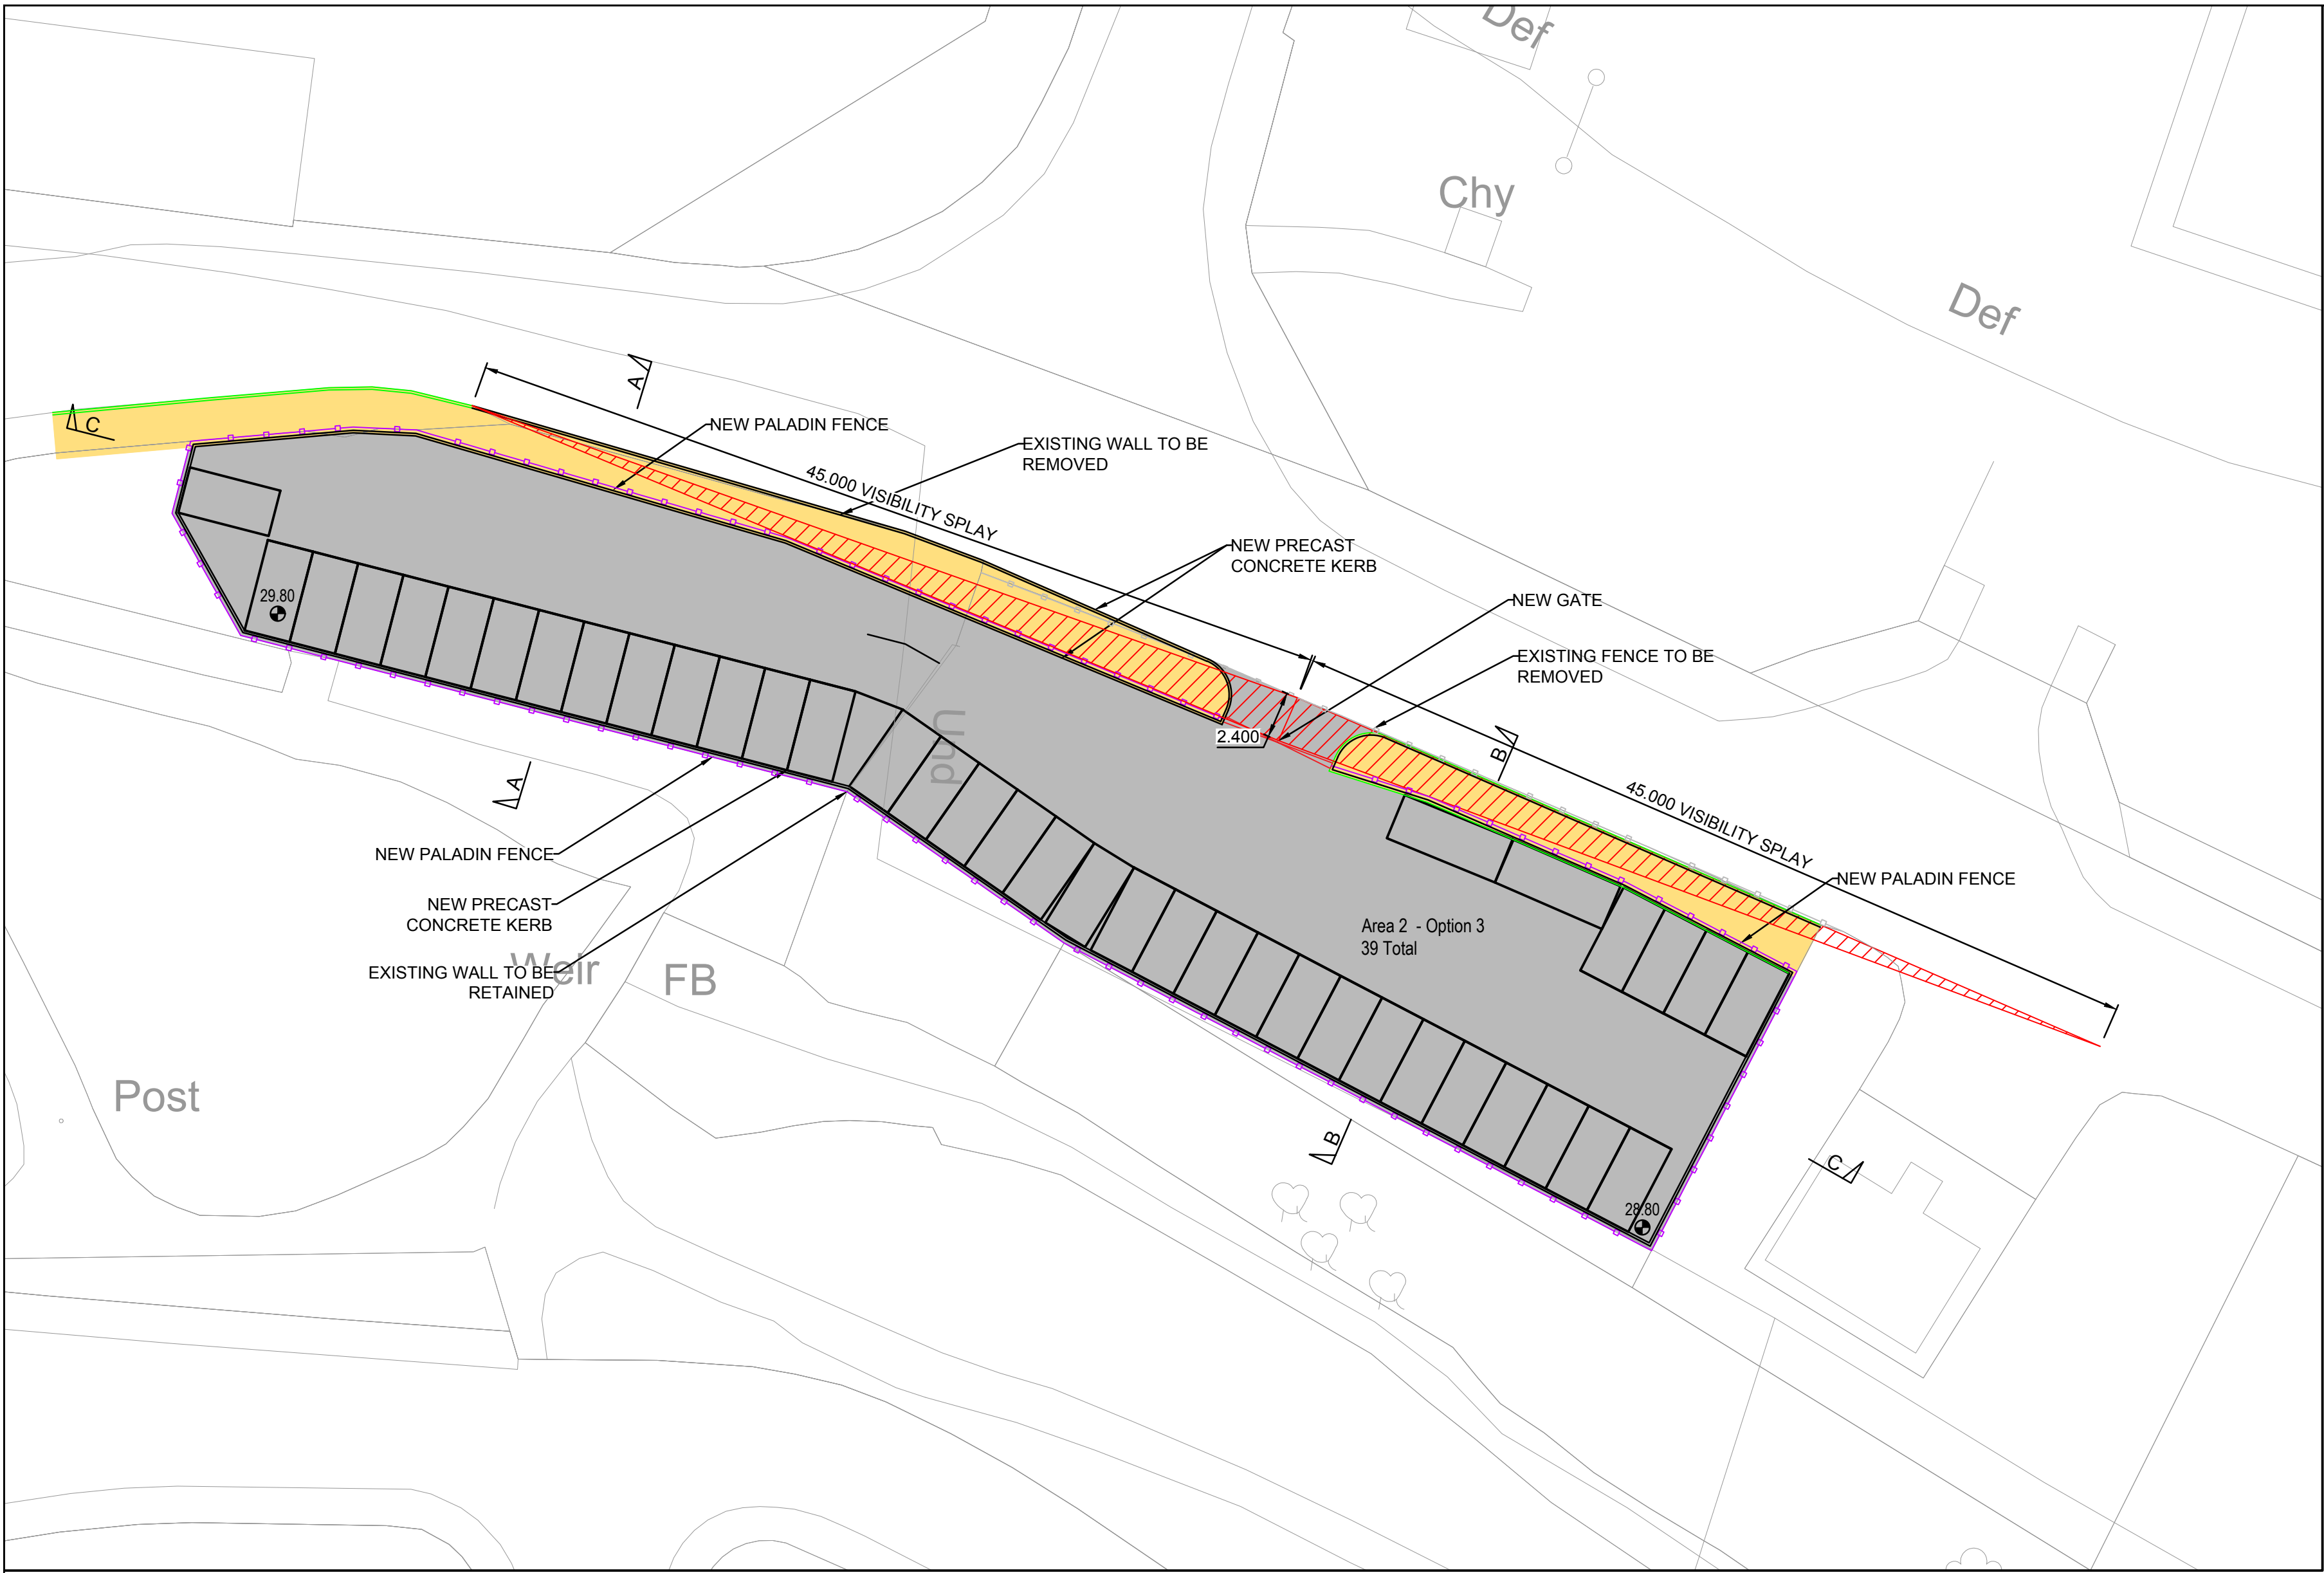 Def
Chy
Def
A
C
NEW PALADIN FENCE
EXISTING WALL TO BE
REMOVED
45.000 VISIBILITY SPLAY
NEW PRECAST
CONCRETE KERB
29.80
NEW GATE
EXISTING FENCE TO BE
REMOVED
2.400
B
Und
A
45.000 VISIBILITY SPLAY
NEW PALADIN FENCE
NEW PALADIN FENCE
NEW PRECAST
CONCRETE KERB
Area 2 - Option 3
39 Total
EXISTING WALL TO BE
RETAINED
Weir
FB
Post
B
C
28.80